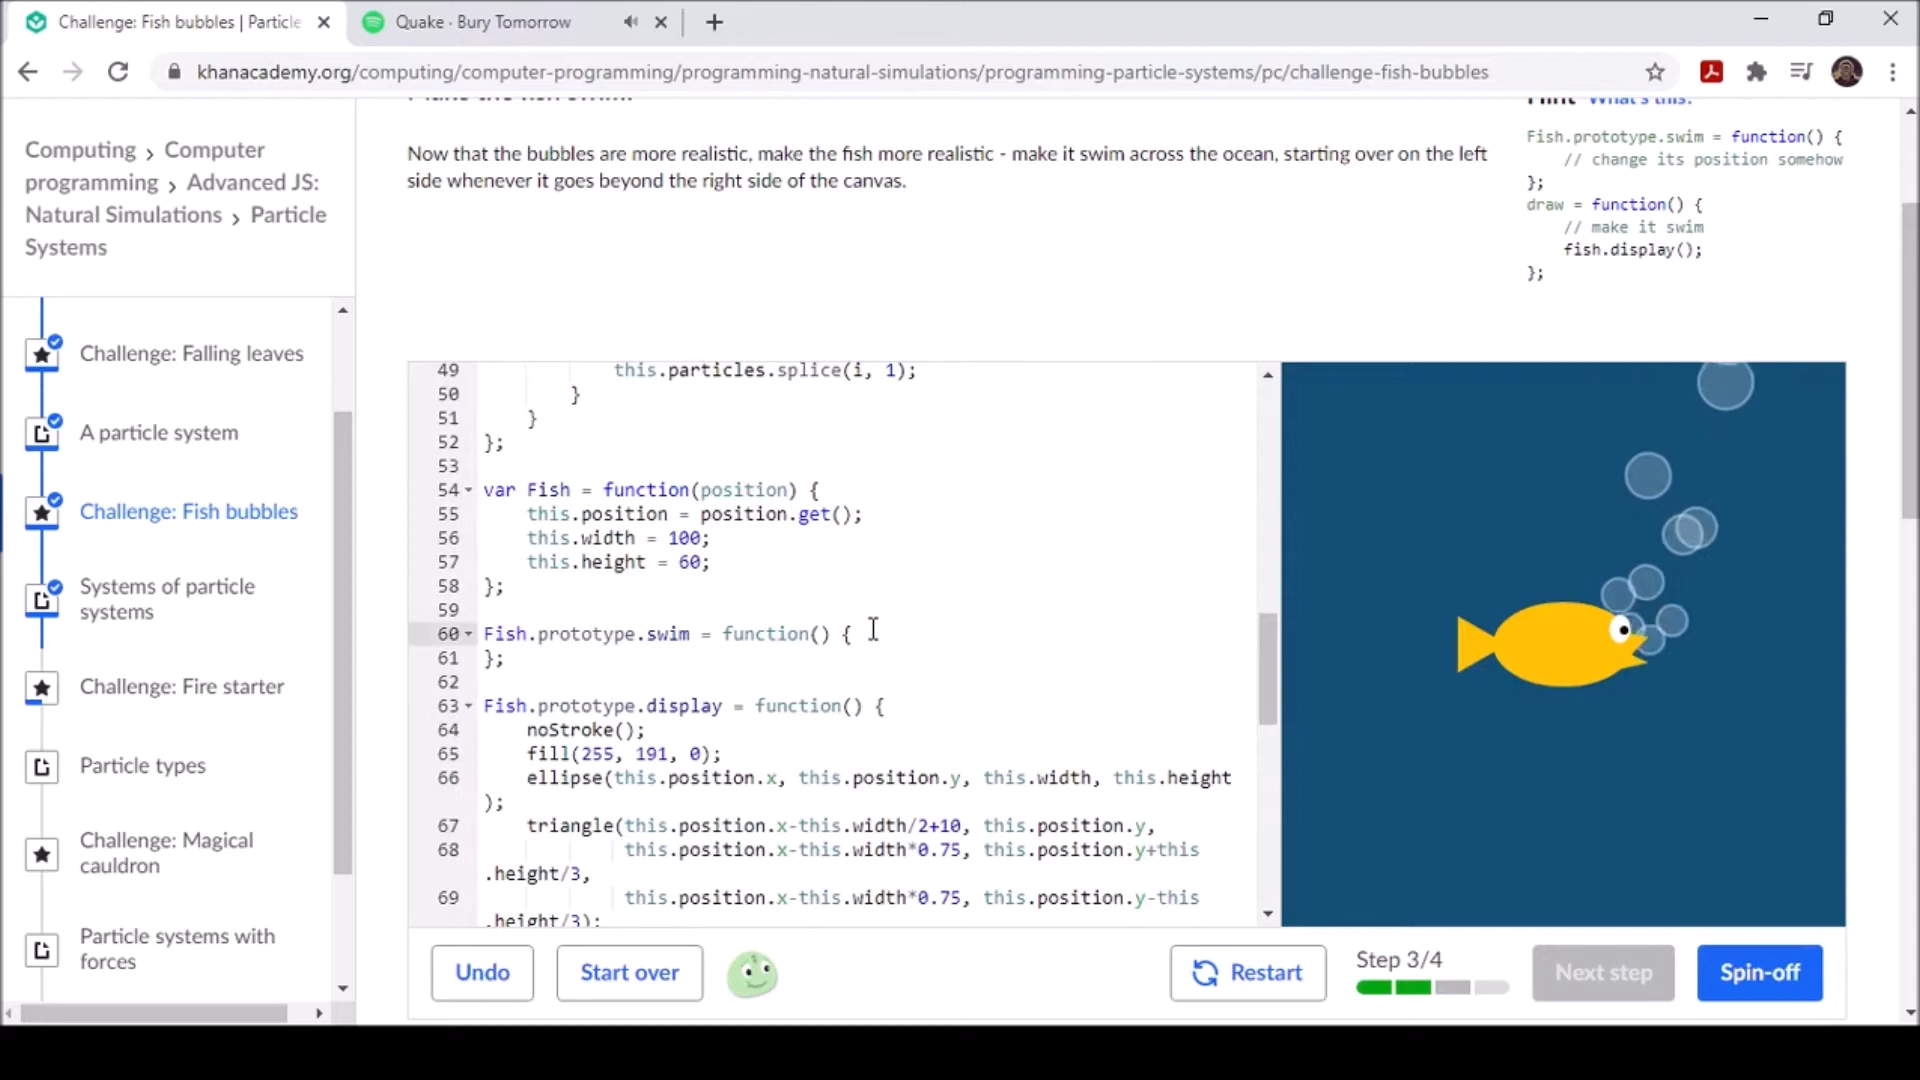 Challenge: Fish bubbles | Particle
Quake · Bury Tomorrow
khanacademy.org/computing/computer-programming/programming-natural-simulations/programming-particle-systems/pc/challenge-fish-bubbles
Computing > Computer
programming > Advanced JS:
Natural Simulations > Particle
Systems
Challenge: Falling leaves
A particle system
Challenge: Fish bubbles
Systems of particle
systems
Challenge: Fire starter
Particle types
Challenge: Magical
cauldron
Particle systems with
forces
Make the fish swim!
Now that the bubbles are more realistic, make the fish more realistic - make it swim across the ocean, starting over on the left
side whenever it goes beyond the right side of the canvas.
Hint What's this?
Fish.prototype.swim = function() {
// change its position somehow
};
draw = function() {
// make it swim
fish.display();
};
49 this.particles.splice(i, 1);
50 }
51 }
52 };
53
54 var Fish = function(position) {
55 this.position = position.get();
56 this.width = 100;
57 this.height = 60;
58 };
59
60 Fish.prototype.swim = function() {
61 };
62
63 Fish.prototype.display = function() {
64 noStroke();
65 fill(255, 191, 0);
66 ellipse(this.position.x, this.position.y, this.width, this.height
);
67 triangle(this.position.x-this.width/2+10, this.position.y,
68 this.position.x-this.width*0.75, this.position.y+this
.height/3,
69 this.position.x-this.width*0.75, this.position.y-this
.height/3);
Undo
Start over
Restart
Step 3/4
Next step
Spin-off